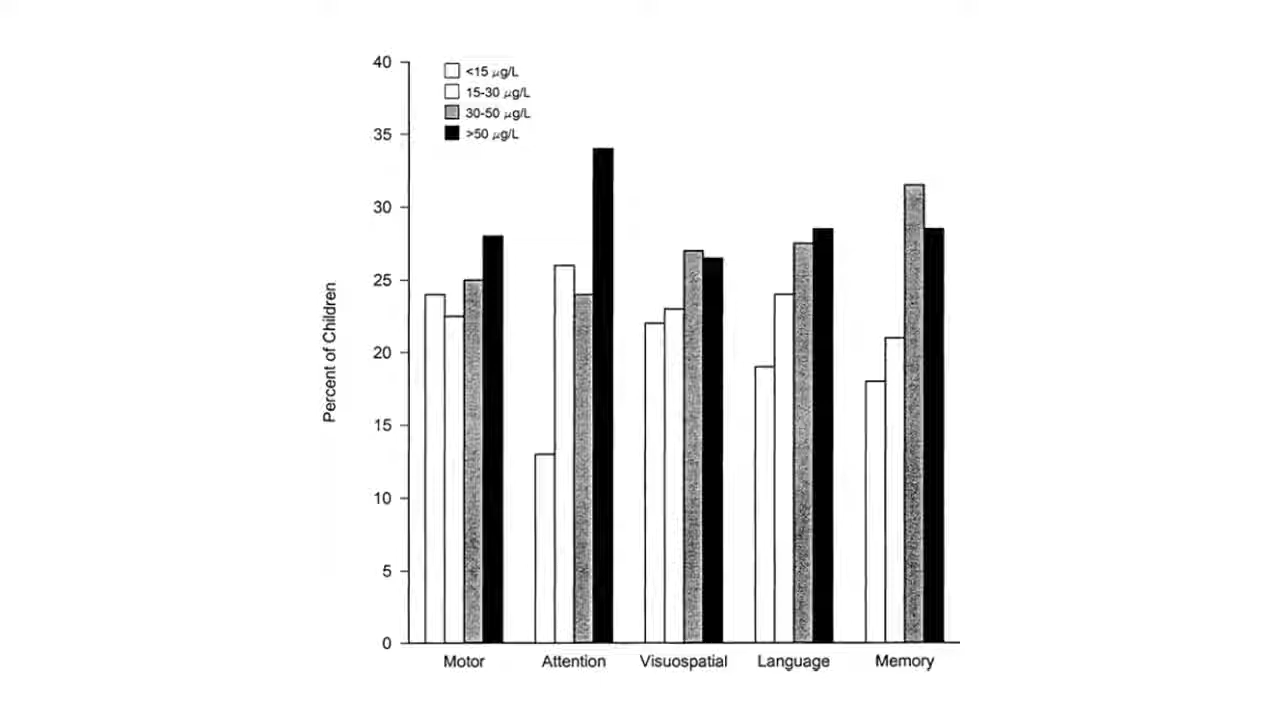 40
35
30
25
20
15
10
5
0
Percent of Children
<15 µg/L
15-30 µg/L
30-50 µg/L
>50 µg/L
Motor Attention Visuospatial Language Memory